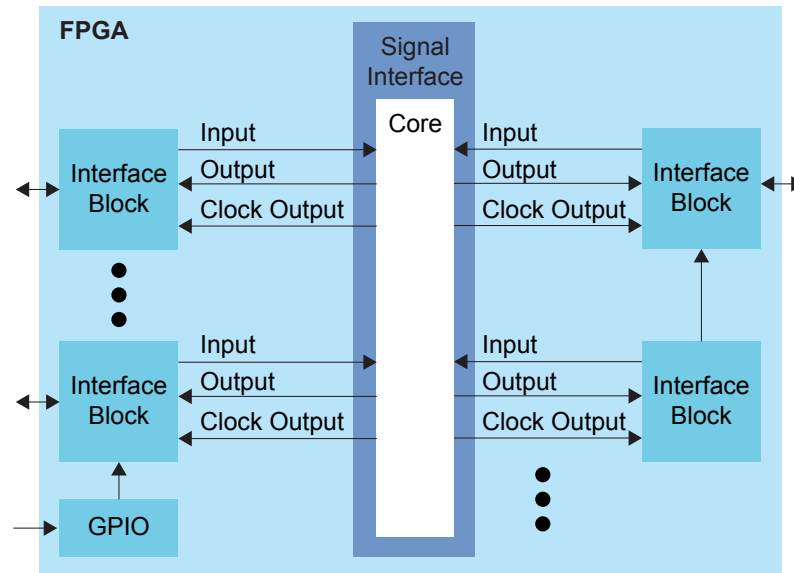 FPGA
Signal
Interface
Core
Interface
Block
Input
Output
Clock Output
Input
Output
Clock Output
Interface
Block
Interface
Block
Input
Output
Clock Output
Input
Output
Clock Output
Interface
Block
GPIO